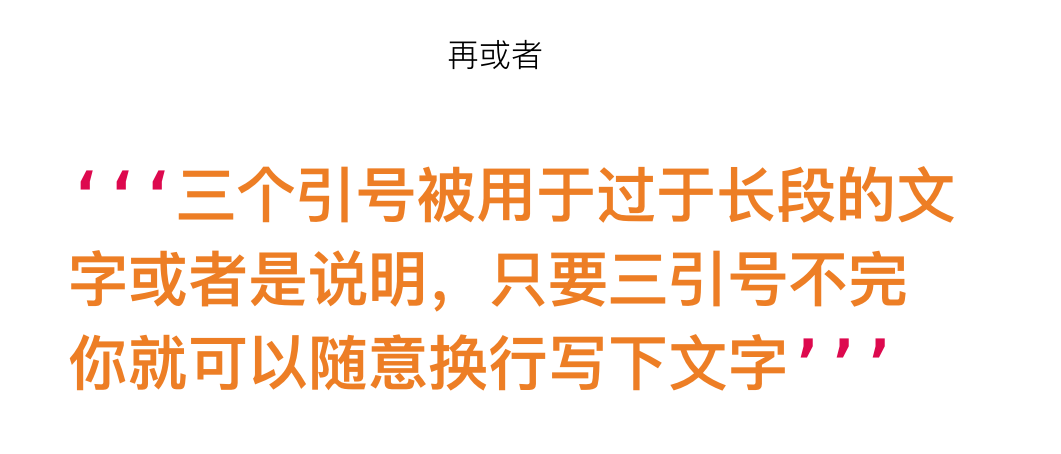 再或者
‘‘‘三个引号被用于过于长段的文
字或者是说明，只要三引号不完
你就可以随意换行写下文字’’’